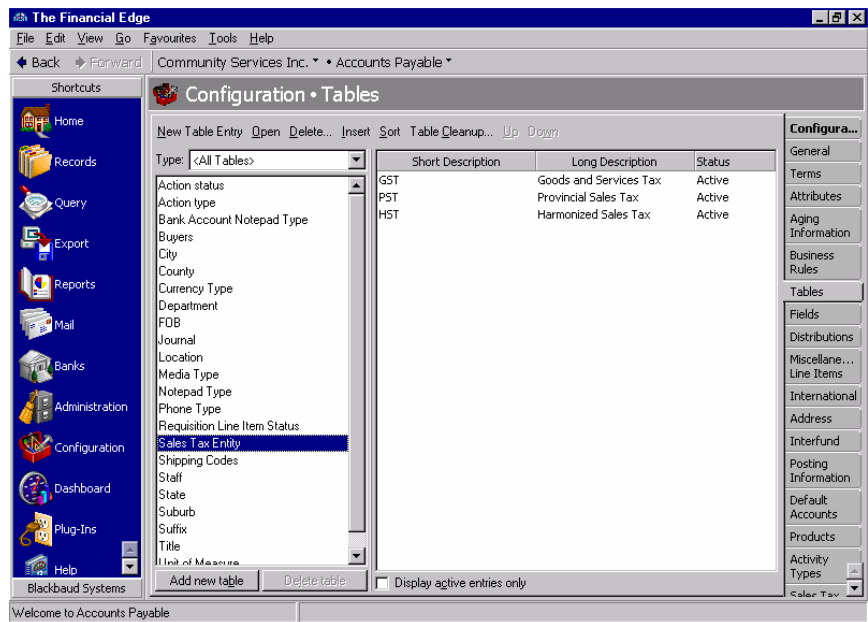 The Financial Edge
File Edit View Go Favourites Tools Help
Back Forward Community Services Inc. • Accounts Payable
Shortcuts
Home
Records
Query
Export
Reports
Mail
Banks
Administration
Configuration
Dashboard
Plug-Ins
Help
Blackbaud Systems
Configuration • Tables
New Table Entry Open Delete... Insert Sort Table Cleanup... Up Down
Type: <All Tables>
Action status
Action type
Bank Account Notepad Type
Buyers
City
County
Currency Type
Department
FOB
Journal
Location
Media Type
Notepad Type
Phone Type
Requisition Line Item Status
Sales Tax Entity
Shipping Codes
Staff
State
Suburb
Suffix
Title
Unit of Measure
Add new table Delete table
Short Description Long Description Status
GST Goods and Services Tax Active
PST Provincial Sales Tax Active
HST Harmonized Sales Tax Active
Display active entries only
Configura...
General
Terms
Attributes
Aging
Information
Business
Rules
Tables
Fields
Distributions
Miscellane...
Line Items
International
Address
Interfund
Posting
Information
Default
Accounts
Products
Activity
Types
Sales Tax
Welcome to Accounts Payable